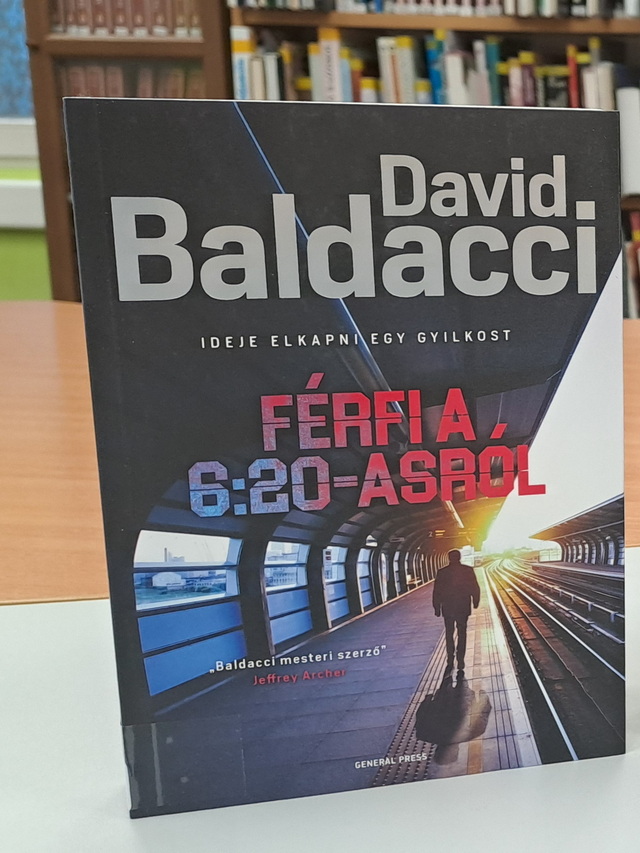 David
Baldacci
IDEJE ELKAPNI EGY GYILKOST
FÉRFI A
6:20-ASRÓL
„Baldacci mesteri szerző”
Jeffrey Archer
GENERAL PRESS